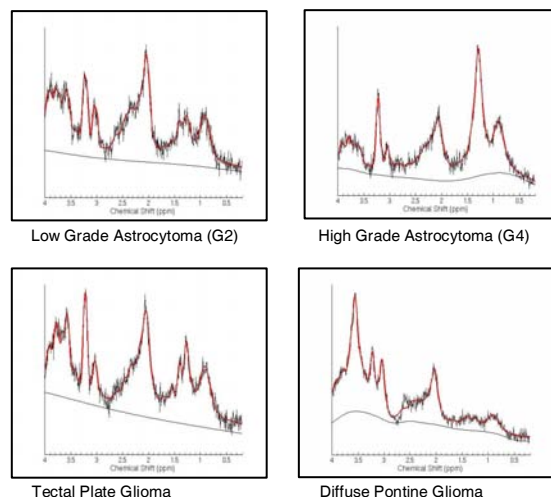 4 3.5 3 2.5 2 1.5 1 0.5
Chemical Shift (ppm)
Low Grade Astrocytoma (G2)
4 3.5 3 2.5 2 1.5 1 0.5
Chemical Shift (ppm)
High Grade Astrocytoma (G4)
4 3.5 3 2.5 2 1.5 1 0.5
Chemical Shift (ppm)
Tectal Plate Glioma
4 3.5 3 2.5 2 1.5 1 0.5
Chemical Shift (ppm)
Diffuse Pontine Glioma